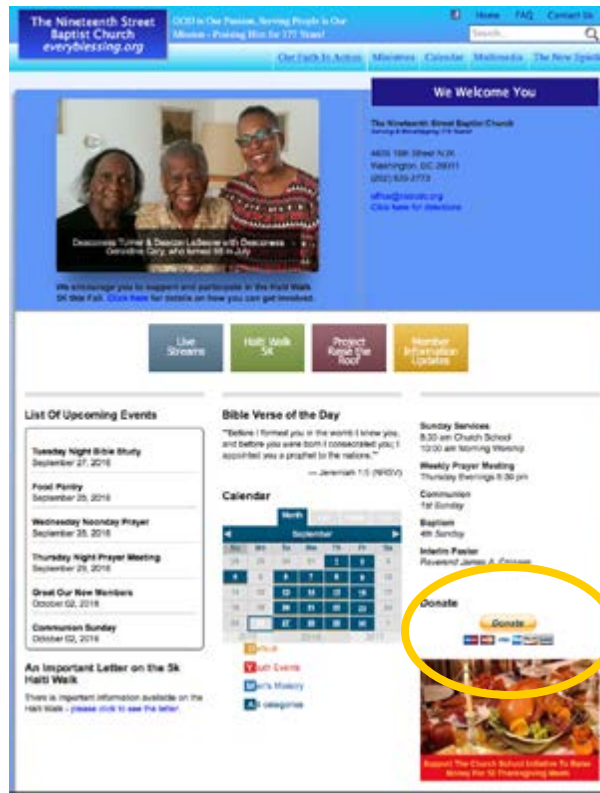 The Nineteenth Street
Baptist Church
everyblessing.org
GOD is Our Passion, Serving People is Our
Mission - Praising Him for 177 Years!
Home FAQ Contact Us
Search...
Our Faith In Action Ministries Calendar Multimedia The New Spirit
We Welcome You
The Nineteenth Street Baptist Church
4606 16th Street N.W.
Washington, DC 20011
Click here for directions
Deaconess Turner & Deacon LaBeene with Deaconess
Geraldine Gary, who turned 98 in July
We encourage you to support and participate in the Haiti Walk
5K this Fall. Click here for details on how you can get involved.
Live
Streams
Haiti Walk
5K
Project
Raise the
Roof
Member
Information
Updates
List Of Upcoming Events
Tuesday Night Bible Study
September 27, 2016
Food Pantry
September 28, 2016
Wednesday Noonday Prayer
September 28, 2016
Thursday Night Prayer Meeting
September 29, 2016
Greet Our New Members
October 02, 2016
Communion Sunday
October 02, 2016
An Important Letter on the 5k
Haiti Walk
There is important information available on the
Haiti Walk - please click to see the letter
Bible Verse of the Day
"“Before I formed you in the womb I knew you,
and before you were born I consecrated you; I
appointed you a prophet to the nations.”"
— Jeremiah 1:5 (NRSV)
Calendar
Month
September
Youth Events
Men's Ministry
All categories
Sunday Services
8:30 am Church School
10:00 am Morning Worship
Weekly Prayer Meeting
Thursday Evenings 6:30 pm
Communion
1st Sunday
Baptism
4th Sunday
Interim Pastor
Reverend James A.
Donate
Donate
Support The Church School Initiative To Raise
Money For 50 Thanksgiving Meals